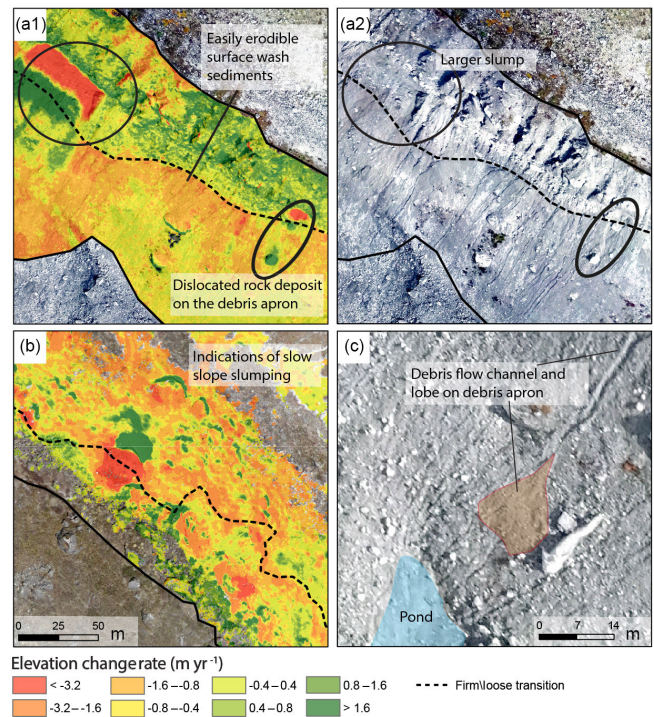 (a1)
Easily erodible
surface wash
sediments
Dislocated rock deposit
on the debris apron
(a2)
Larger slump
(b)
Indications of slow
slope slumping
0 25 50 m
(c)
Debris flow channel and
lobe on debris apron
Pond
0 7 14 m
Elevation change rate (m yr⁻¹)
< -3.2 -1.6 – -0.8 -0.4 – 0.4 0.8 – 1.6 Firm\loose transition
-3.2 – -1.6 -0.8 – -0.4 0.4 – 0.8 > 1.6